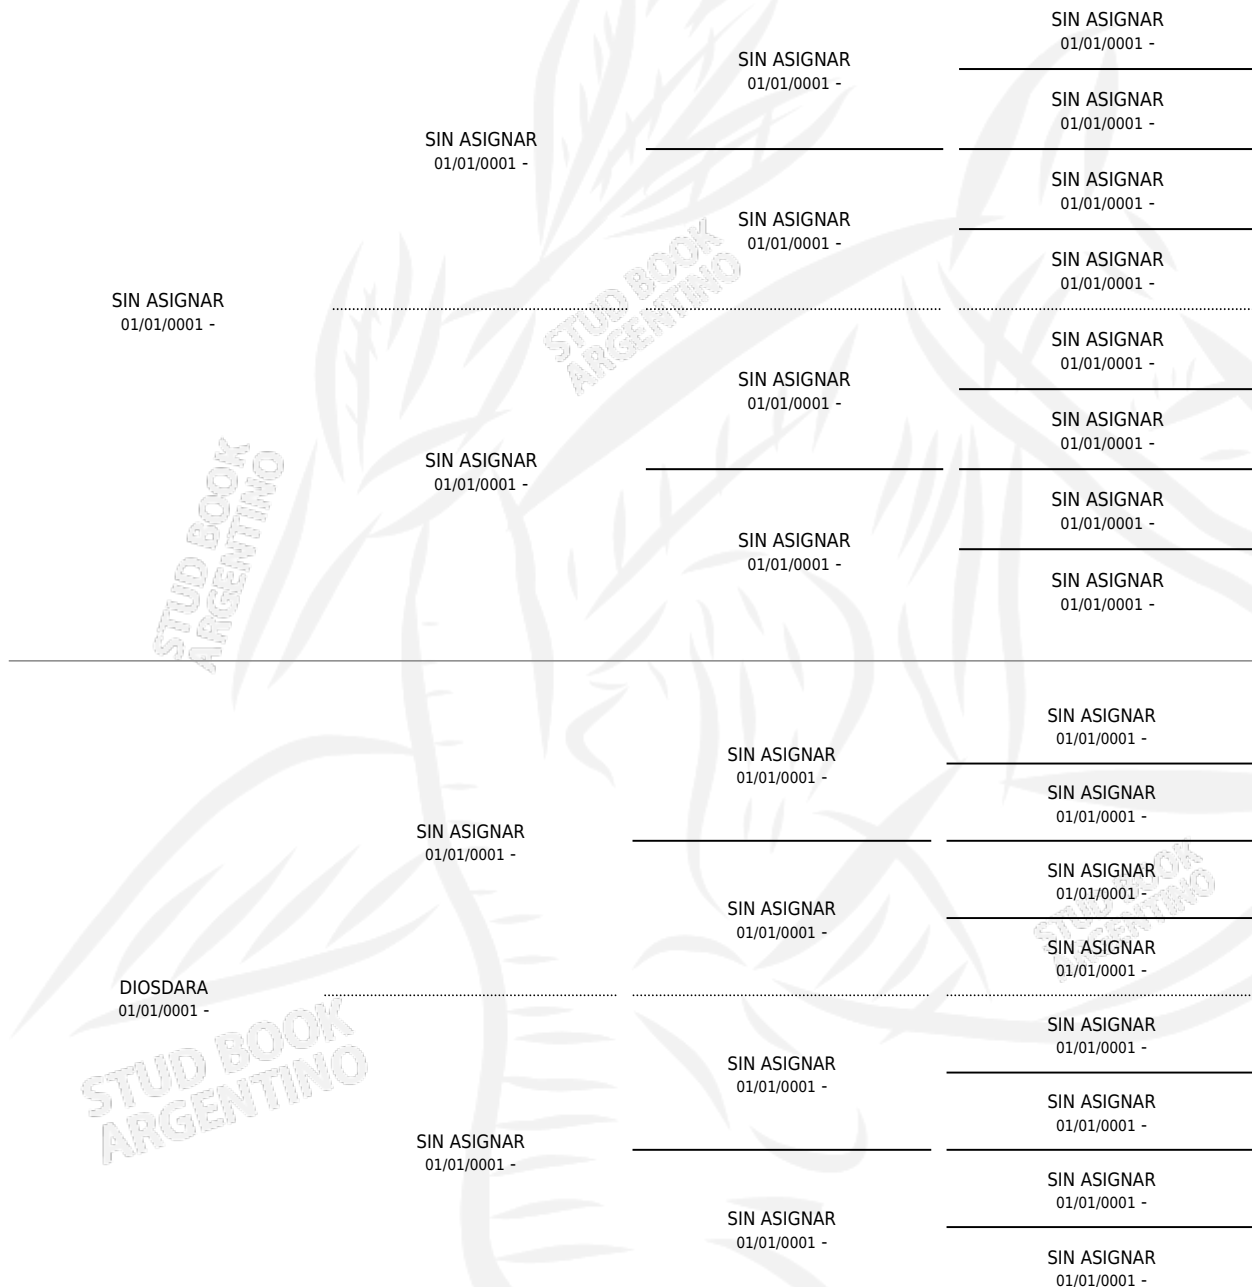 SIN ASIGNAR
01/01/0001 -
SIN ASIGNAR
01/01/0001 -
SIN ASIGNAR
01/01/0001 -
SIN ASIGNAR
01/01/0001 -
SIN ASIGNAR
01/01/0001 -
SIN ASIGNAR
01/01/0001 -
SIN ASIGNAR
01/01/0001 -
STUD BOOK
ARGENTINO
SIN ASIGNAR
01/01/0001 -
SIN ASIGNAR
01/01/0001 -
SIN ASIGNAR
01/01/0001 -
SIN ASIGNAR
01/01/0001 -
SIN ASIGNAR
01/01/0001 -
SIN ASIGNAR
01/01/0001 -
STUD BOOK
ARGENTINO
SIN ASIGNAR
01/01/0001 -
SIN ASIGNAR
01/01/0001 -
SIN ASIGNAR
01/01/0001 -
SIN ASIGNAR
01/01/0001 -
SIN ASIGNAR
01/01/0001 -
SIN ASIGNAR
01/01/0001 -
SIN ASIGNAR
01/01/0001 -
SIN ASIGNAR
01/01/0001 -
STUD BOOK
ARGENTINO
SIN ASIGNAR
01/01/0001 -
SIN ASIGNAR
01/01/0001 -
DIOSDARA
01/01/0001 -
STUD BOOK
ARGENTINO
SIN ASIGNAR
01/01/0001 -
SIN ASIGNAR
01/01/0001 -
SIN ASIGNAR
01/01/0001 -
SIN ASIGNAR
01/01/0001 -
SIN ASIGNAR
01/01/0001 -
SIN ASIGNAR
01/01/0001 -
SIN ASIGNAR
01/01/0001 -